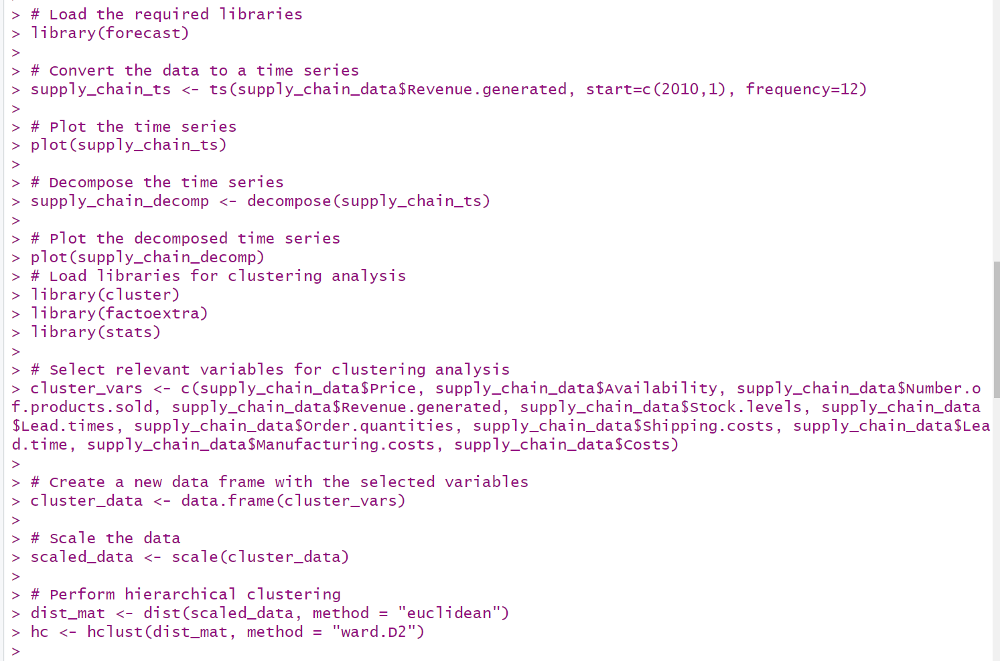 > # Load the required libraries
> library(forecast)
>
> # Convert the data to a time series
> supply_chain_ts <- ts(supply_chain_data$Revenue.generated, start=c(2010,1), frequency=12)
>
> # Plot the time series
> plot(supply_chain_ts)
>
> # Decompose the time series
> supply_chain_decomp <- decompose(supply_chain_ts)
>
> # Plot the decomposed time series
> plot(supply_chain_decomp)
> # Load libraries for clustering analysis
> library(cluster)
> library(factoextra)
> library(stats)
>
> # Select relevant variables for clustering analysis
> cluster_vars <- c(supply_chain_data$Price, supply_chain_data$Availability, supply_chain_data$Number.o
f.products.sold, supply_chain_data$Revenue.generated, supply_chain_data$Stock.levels, supply_chain_data
$Lead.times, supply_chain_data$Order.quantities, supply_chain_data$Shipping.costs, supply_chain_data$Lea
d.time, supply_chain_data$Manufacturing.costs, supply_chain_data$Costs)
>
> # Create a new data frame with the selected variables
> cluster_data <- data.frame(cluster_vars)
>
> # Scale the data
> scaled_data <- scale(cluster_data)
>
> # Perform hierarchical clustering
> dist_mat <- dist(scaled_data, method = "euclidean")
> hc <- hclust(dist_mat, method = "ward.D2")
>